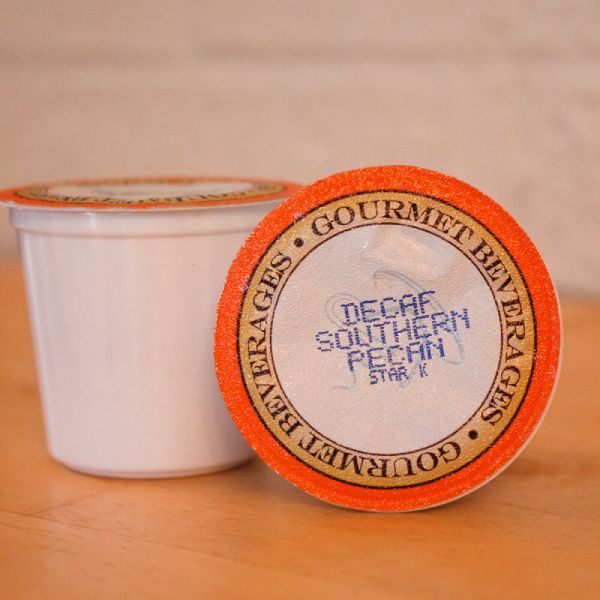 GOURMET BEVERAGES • GOURMET BEVERAGES •
DECAF
SOUTHERN
PECAN
STAR K